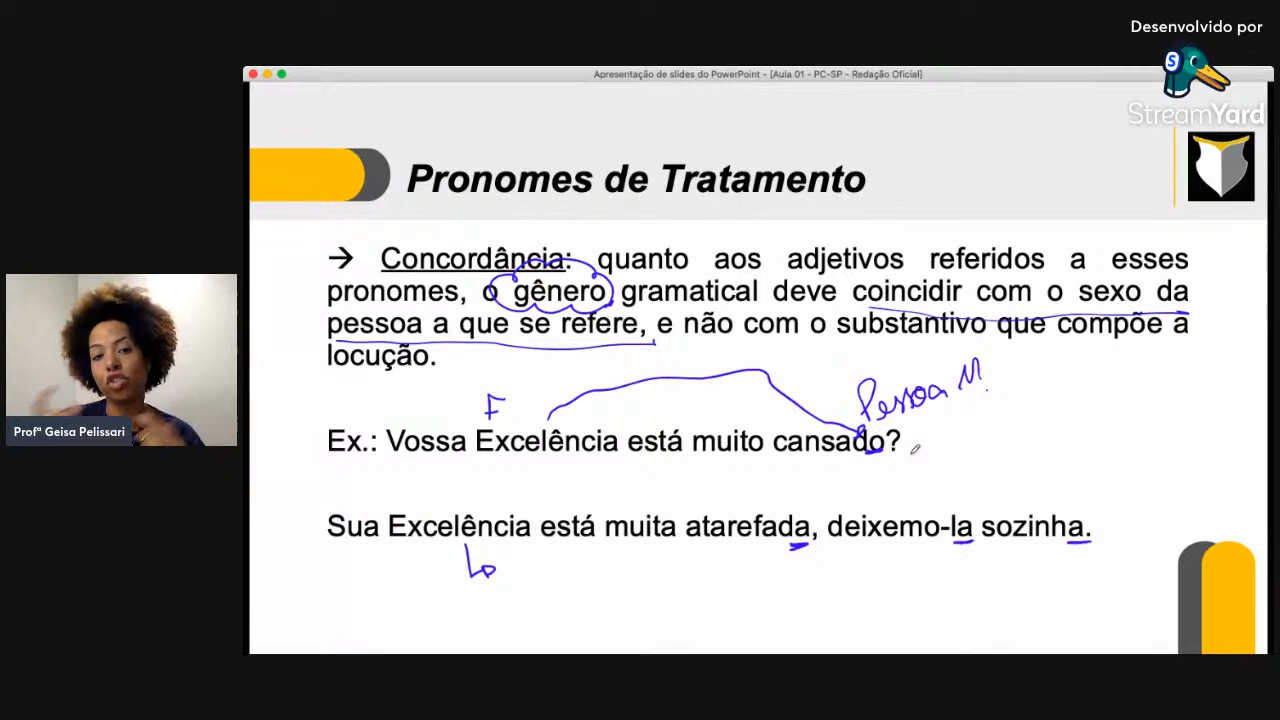 Desenvolvido por
S
StreamYard
Apresentação de slides do PowerPoint - [Aula 01 - PC-SP - Redação Oficial]
Pronomes de Tratamento
→ Concordância: quanto aos adjetivos referidos a esses
pronomes, o gênero gramatical deve coincidir com o sexo da
pessoa a que se refere, e não com o substantivo que compõe a
locução.
F
Pessoa M.
Ex.: Vossa Excelência está muito cansado?
Sua Excelência está muita atarefada, deixemo-la sozinha.
Profª Geisa Pelissari